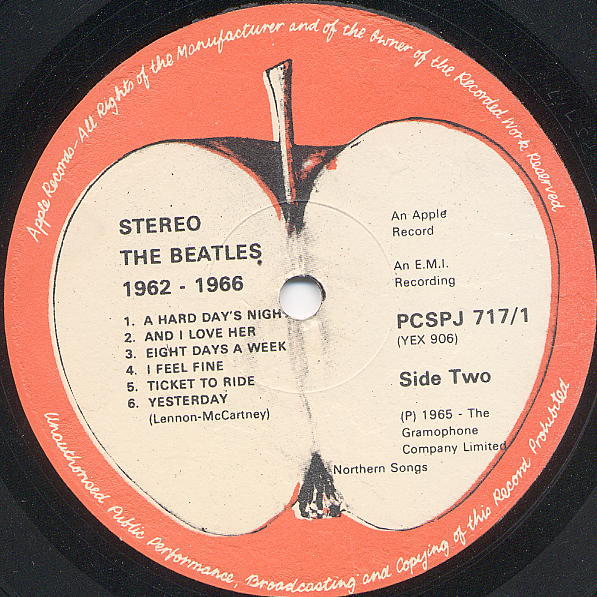 Apple Records-All Rights of the Manufacturer and of the Owner of the Recorded Work Reserved
STEREO
THE BEATLES
1962 - 1966
1. A HARD DAY'S NIGH
2. AND I LOVE HER
3. EIGHT DAYS A WEEK
4. I FEEL FINE
5. TICKET TO RIDE
6. YESTERDAY
(Lennon-McCartney)
An Apple
Record
An E.M.I.
Recording
PCSPJ 717/1
(YEX 906)
Side Two
(P) 1965 - The
Gramophone
Company Limited
Northern Songs
Unauthorised Public Performance, Broadcasting and Copying of this Record Prohibited